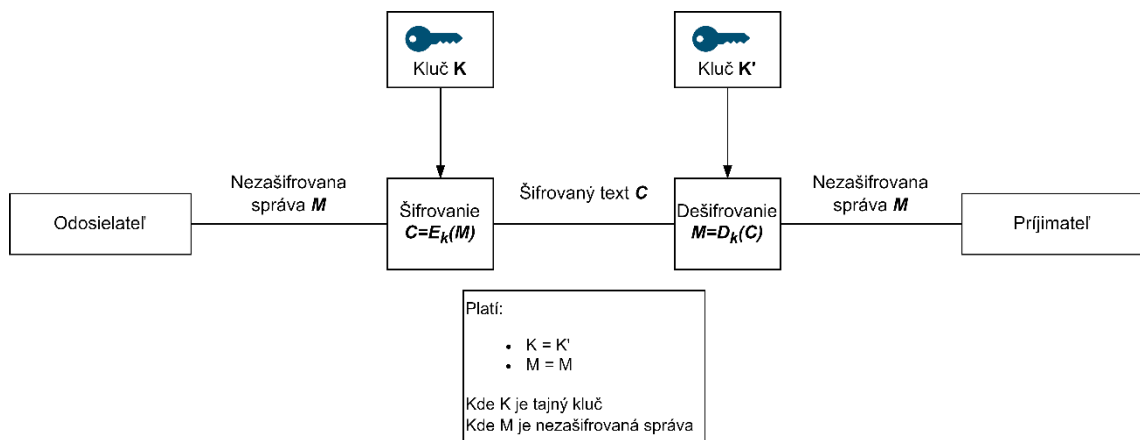 Kluč K
Kluč K'
Nezašifrovana
správa M
Šifrovaný text C
Nezašifrovana
správa M
Odosielateľ
Šifrovanie
C=Ek(M)
Dešifrovanie
M=Dk(C)
Príjimateľ
Platí:
• K = K'
• M = M
Kde K je tajný kluč
Kde M je nezašifrovaná správa